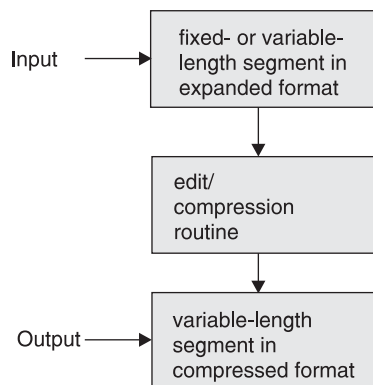 Input
fixed- or variable-
length segment in
expanded format
edit/
compression
routine
Output
variable-length
segment in
compressed format